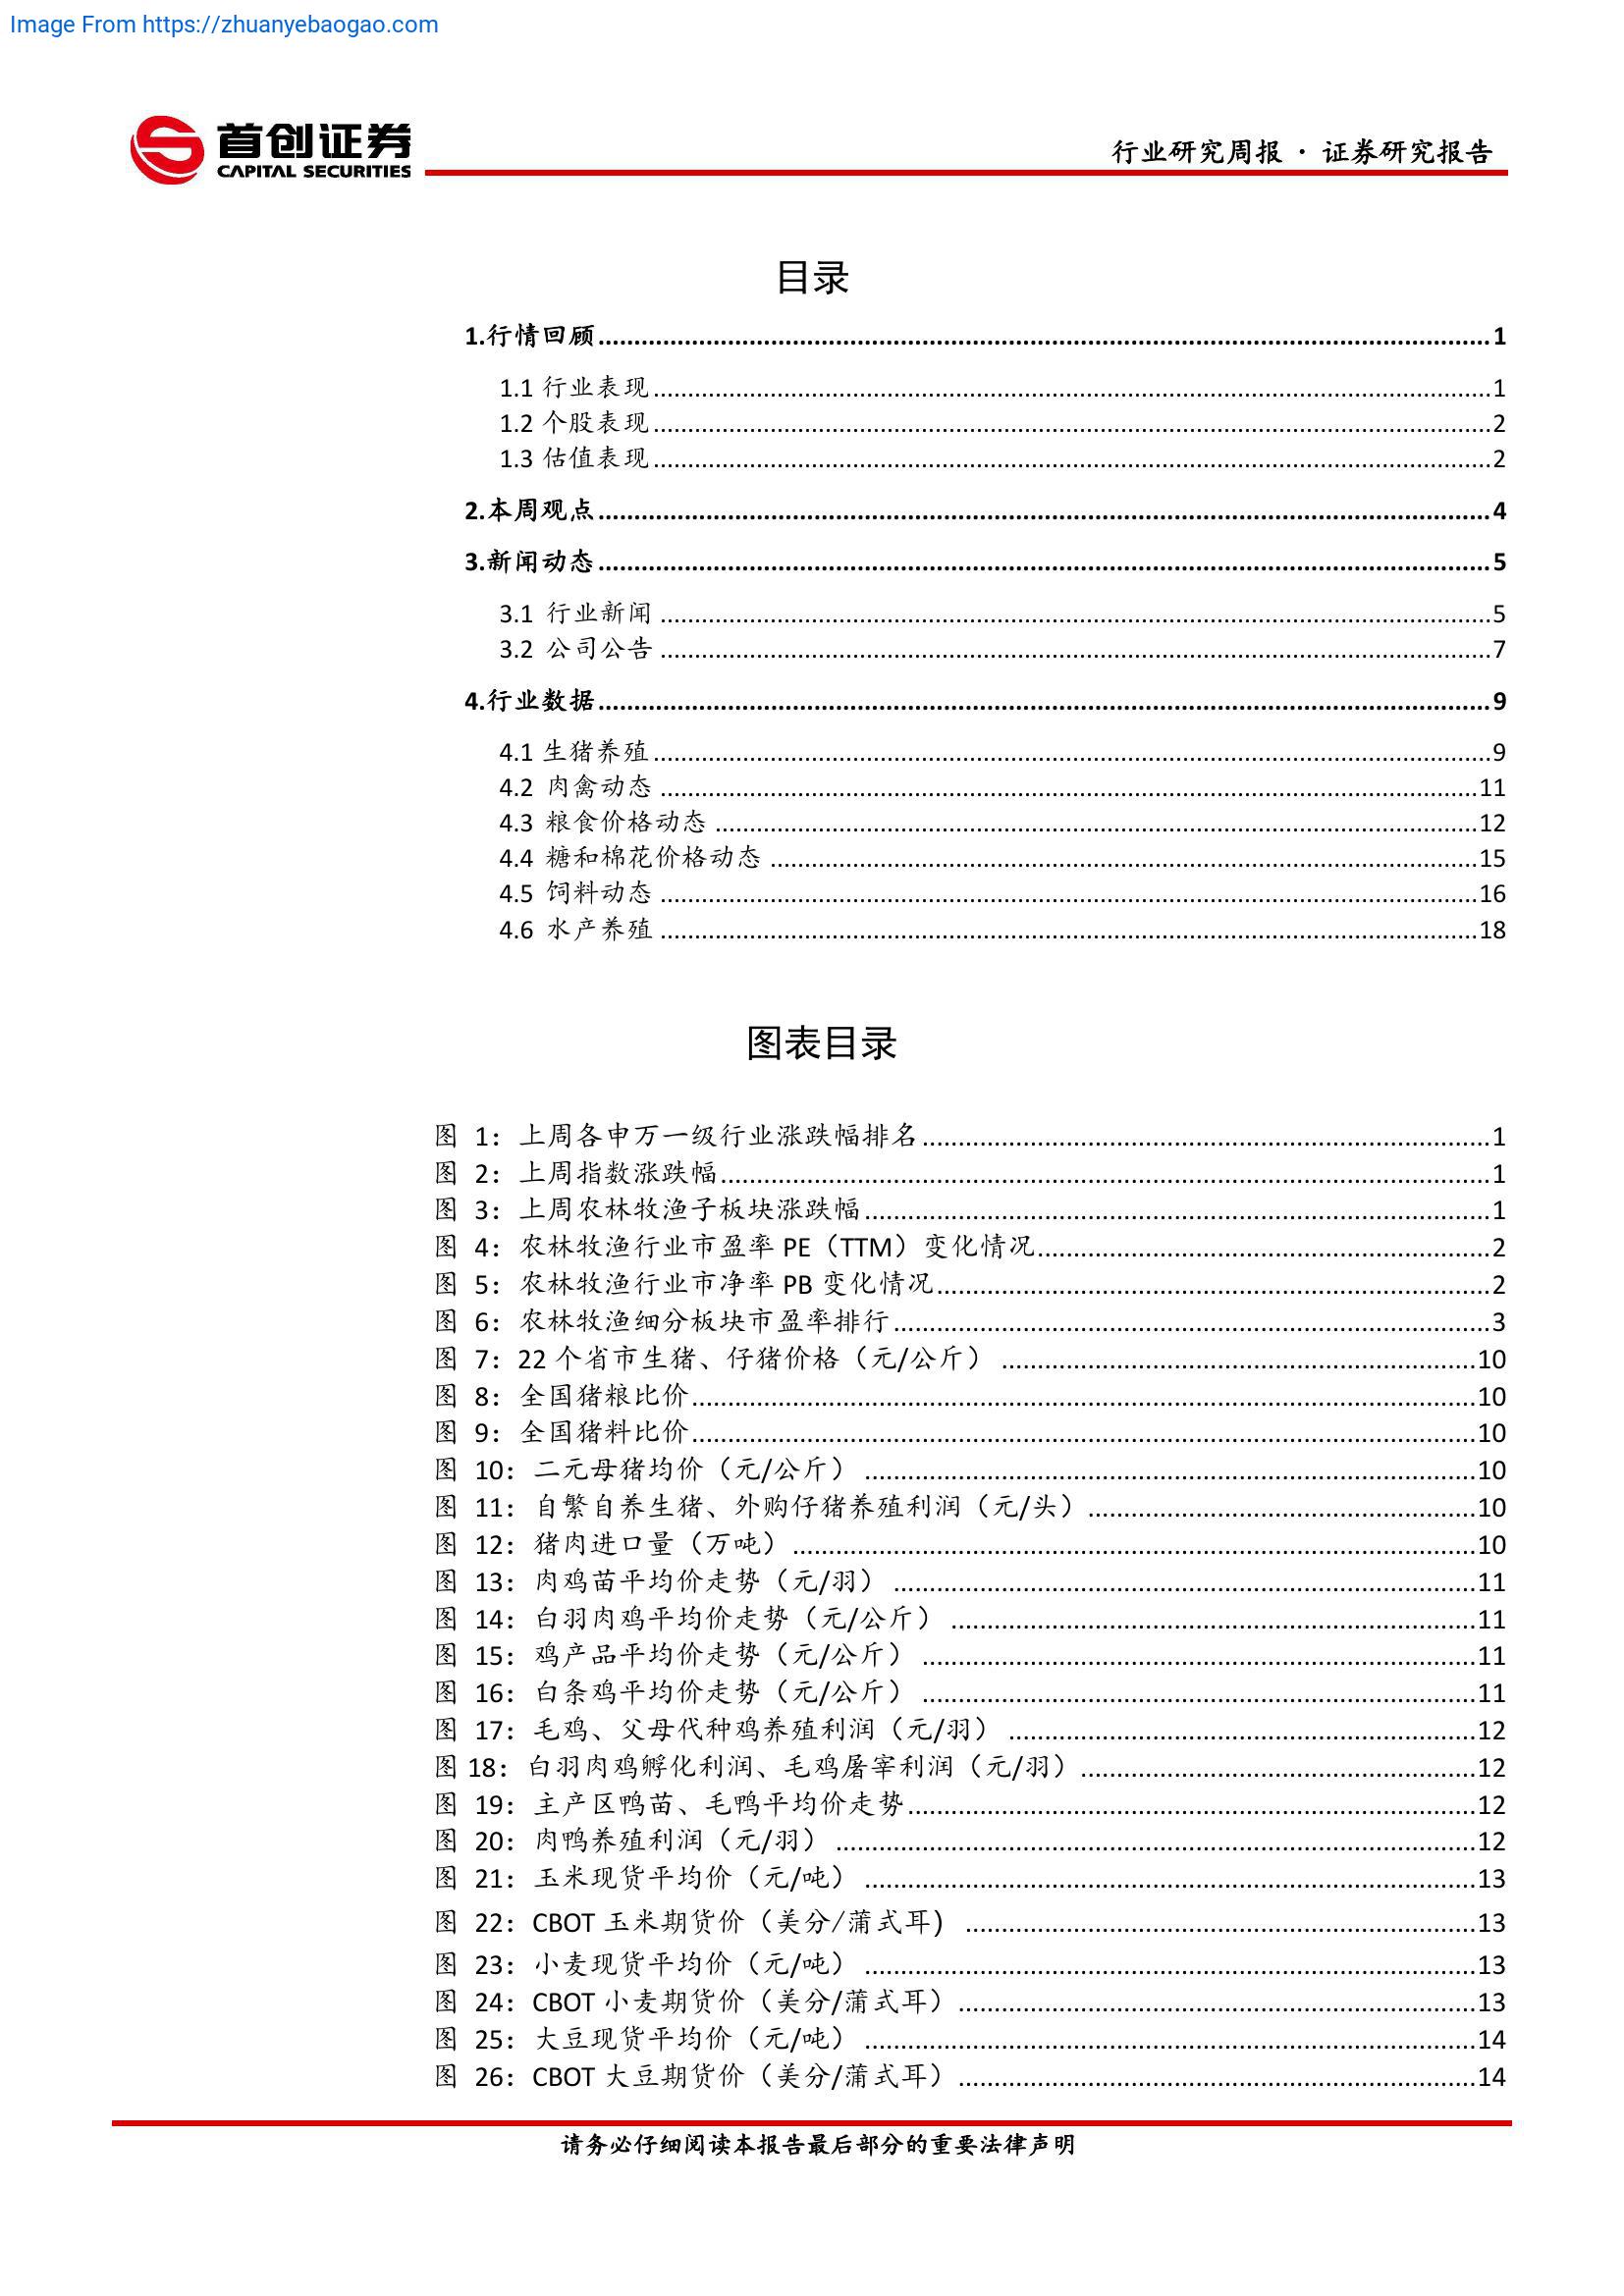 Image From https://zhuanyebaogao.com
首创证券
CAPITAL SECURITIES
行业研究周报 · 证券研究报告
目录
1.行情回顾 1
1.1 行业表现 1
1.2 个股表现 2
1.3 估值表现 2
2.本周观点 4
3.新闻动态 5
3.1 行业新闻 5
3.2 公司公告 7
4.行业数据 9
4.1 生猪养殖 9
4.2 肉禽动态 11
4.3 粮食价格动态 12
4.4 糖和棉花价格动态 15
4.5 饲料动态 16
4.6 水产养殖 18
图表目录
图 1：上周各申万一级行业涨跌幅排名 1
图 2：上周指数涨跌幅 1
图 3：上周农林牧渔子板块涨跌幅 1
图 4：农林牧渔行业市盈率 PE（TTM）变化情况 2
图 5：农林牧渔行业市净率 PB 变化情况 2
图 6：农林牧渔细分板块市盈率排行 3
图 7：22 个省市生猪、仔猪价格（元/公斤） 10
图 8：全国猪粮比价 10
图 9：全国猪料比价 10
图 10：二元母猪均价（元/公斤） 10
图 11：自繁自养生猪、外购仔猪养殖利润（元/头） 10
图 12：猪肉进口量（万吨） 10
图 13：肉鸡苗平均价走势（元/羽） 11
图 14：白羽肉鸡平均价走势（元/公斤） 11
图 15：鸡产品平均价走势（元/公斤） 11
图 16：白条鸡平均价走势（元/公斤） 11
图 17：毛鸡、父母代种鸡养殖利润（元/羽） 12
图 18：白羽肉鸡孵化利润、毛鸡屠宰利润（元/羽） 12
图 19：主产区鸭苗、毛鸭平均价走势 12
图 20：肉鸭养殖利润（元/羽） 12
图 21：玉米现货平均价（元/吨） 13
图 22：CBOT 玉米期货价（美分/蒲式耳） 13
图 23：小麦现货平均价（元/吨） 13
图 24：CBOT 小麦期货价（美分/蒲式耳） 13
图 25：大豆现货平均价（元/吨） 14
图 26：CBOT 大豆期货价（美分/蒲式耳） 14
请务必仔细阅读本报告最后部分的重要法律声明